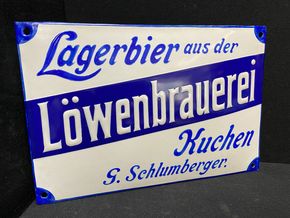 Lagerbier aus der
Löwenbrauerei
Kuchen
G. Schlumberger.